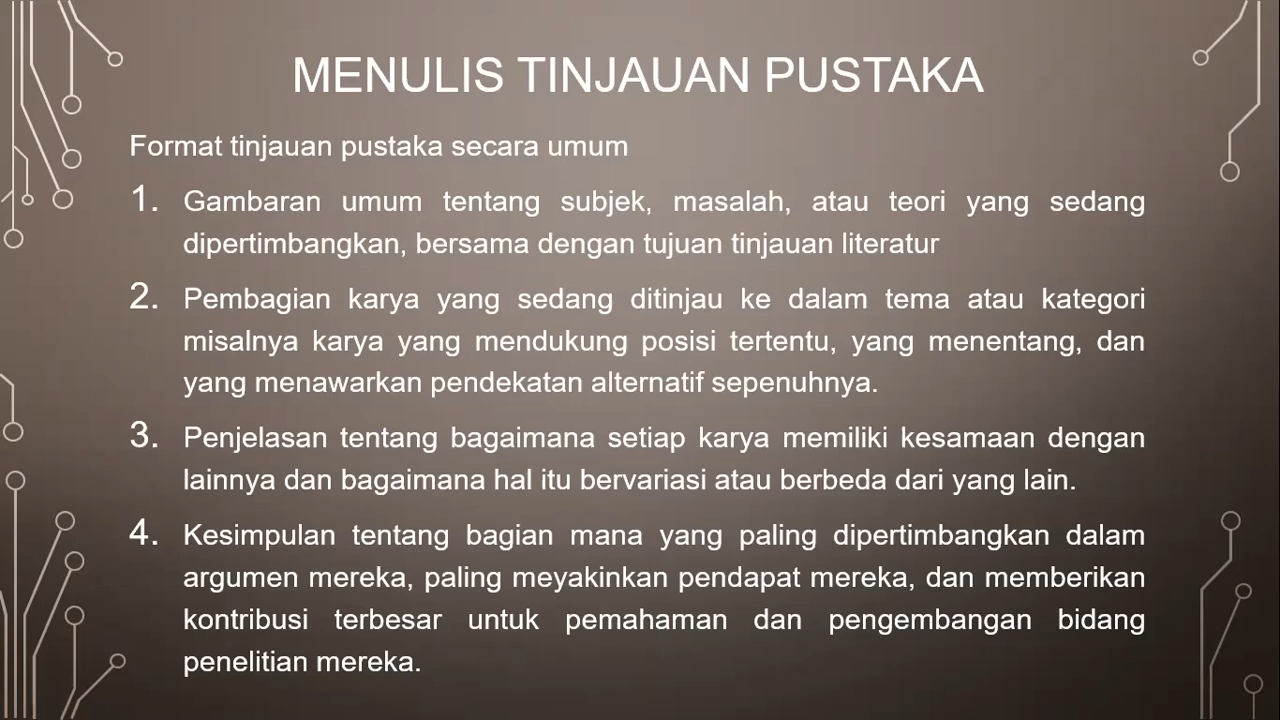 MENULIS TINJAUAN PUSTAKA
Format tinjauan pustaka secara umum
1. Gambaran umum tentang subjek, masalah, atau teori yang sedang
dipertimbangkan, bersama dengan tujuan tinjauan literatur
2. Pembagian karya yang sedang ditinjau ke dalam tema atau kategori
misalnya karya yang mendukung posisi tertentu, yang menentang, dan
yang menawarkan pendekatan alternatif sepenuhnya.
3. Penjelasan tentang bagaimana setiap karya memiliki kesamaan dengan
lainnya dan bagaimana hal itu bervariasi atau berbeda dari yang lain.
4. Kesimpulan tentang bagian mana yang paling dipertimbangkan dalam
argumen mereka, paling meyakinkan pendapat mereka, dan memberikan
kontribusi terbesar untuk pemahaman dan pengembangan bidang
penelitian mereka.